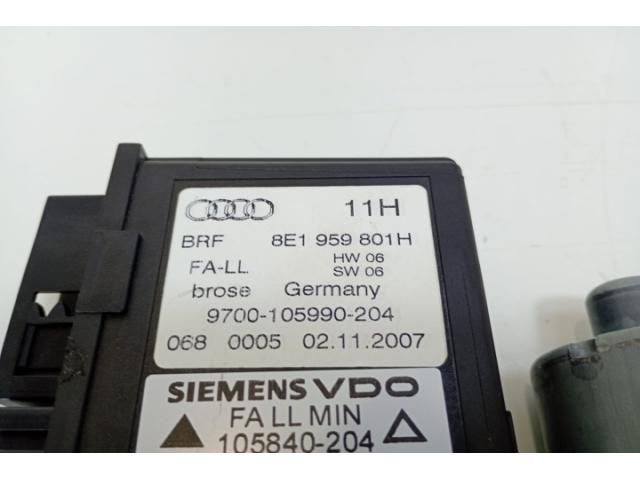 11H
BRF 8E1 959 801H
FA-LL HW 06
SW 06
brose Germany
9700-105990-204
068 0005 02.11.2007
SIEMENS VDO
FA LL MIN
105840-204